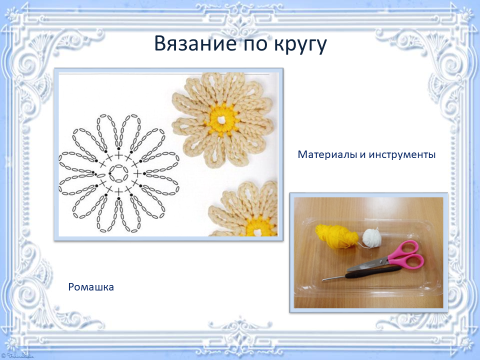 Вязание по кругу
Материалы и инструменты
Ромашка